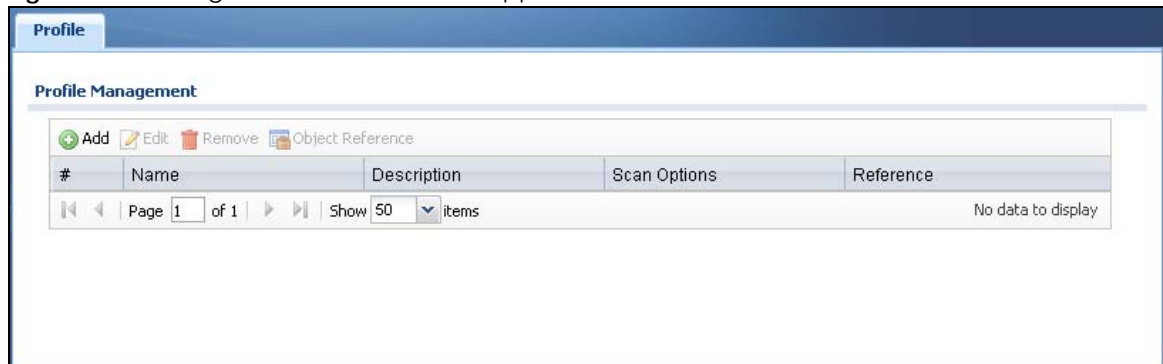 Profile
Profile Management
Add Edit Remove Object Reference
# Name Description Scan Options Reference
Page 1 of 1 Show 50 items No data to display